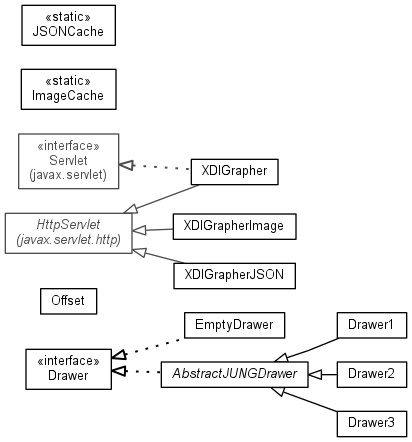 «static»
JSONCache
«static»
ImageCache
«interface»
Servlet
(javax.servlet)
XDIGrapher
HttpServlet
(javax.servlet.http)
XDIGrapherImage
XDIGrapherJSON
Offset
EmptyDrawer
Drawer1
«interface»
Drawer
AbstractJUNGDrawer
Drawer2
Drawer3